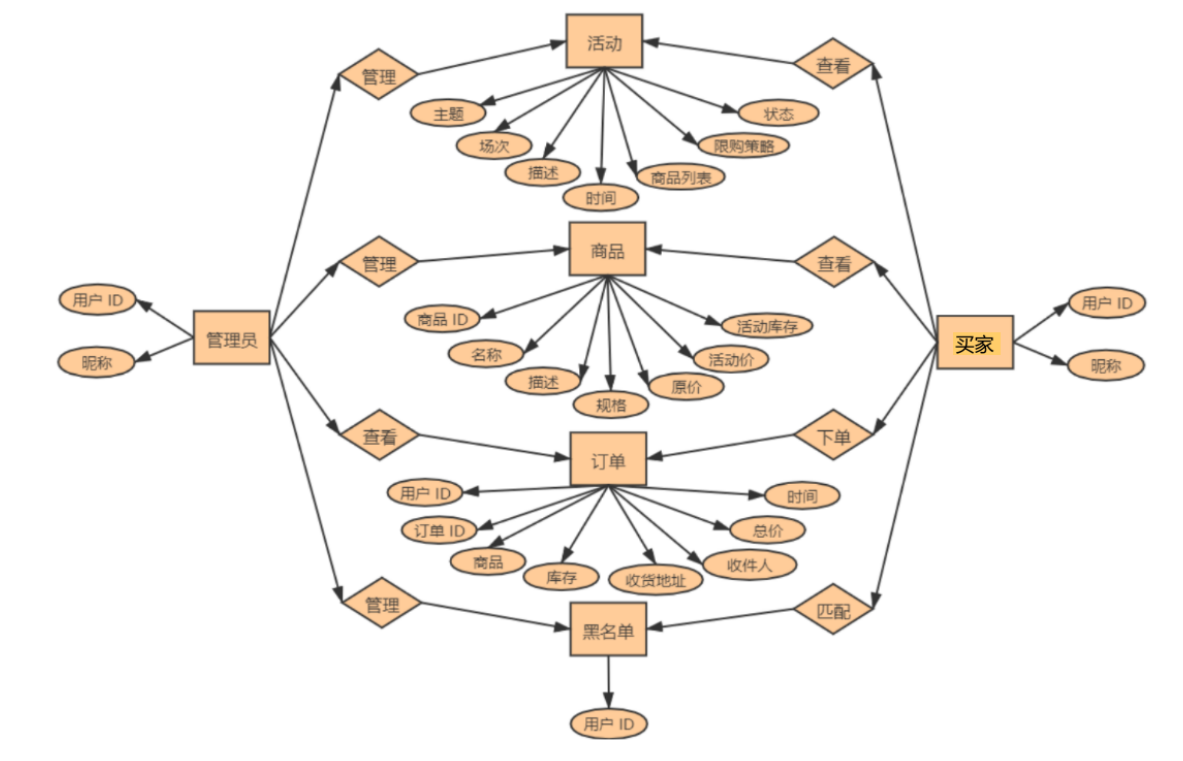 活动
管理
查看
主题
状态
场次
限购策略
描述
商品列表
时间
商品
管理
查看
用户 ID
用户 ID
商品 ID
活动库存
管理员
买家
名称
活动价
昵称
昵称
描述
原价
规格
查看
下单
订单
用户 ID
时间
订单 ID
总价
商品
收件人
库存
收货地址
管理
匹配
黑名单
用户 ID